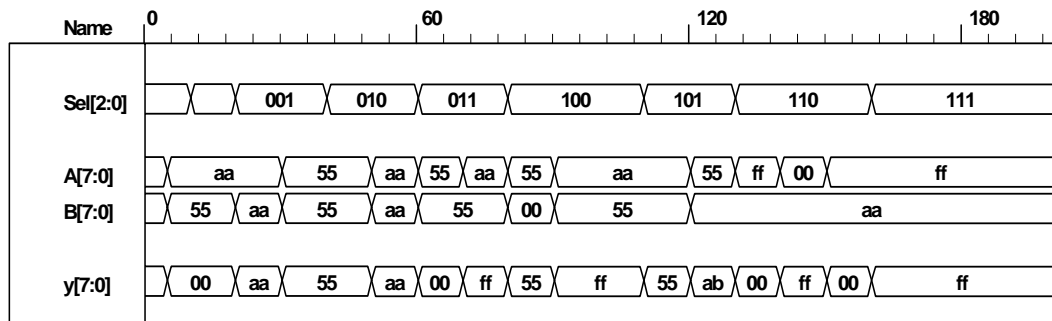 Name 0 60 120 180
Sel[2:0] 001 010 011 100 101 110 111
A[7:0] aa 55 aa 55 aa 55 aa 55 ff 00 ff
B[7:0] 55 aa 55 aa 55 00 55 aa
y[7:0] 00 aa 55 aa 00 ff 55 ff 55 ab 00 ff 00 ff